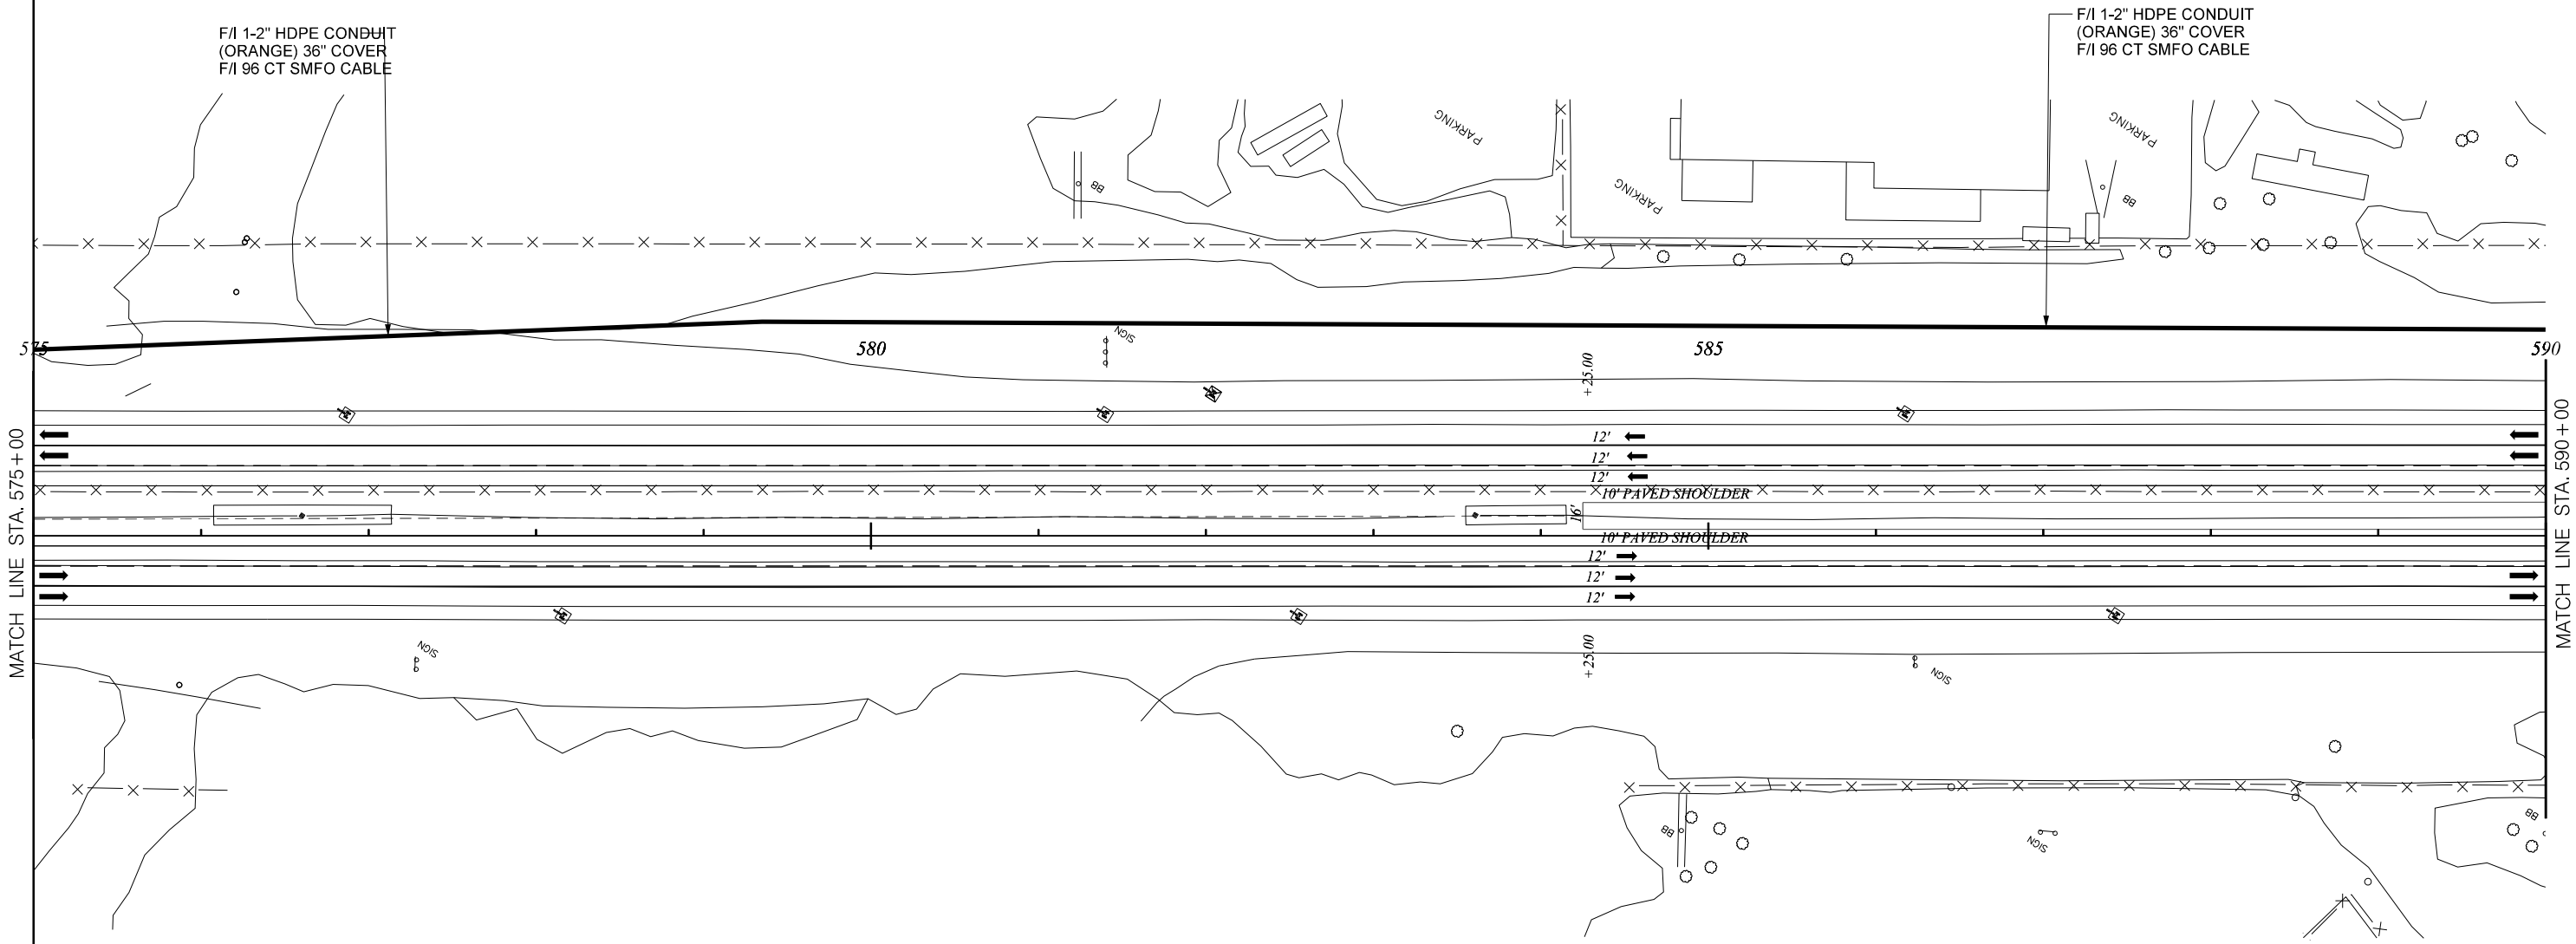 F/I 1-2" HDPE CONDUIT
(ORANGE) 36" COVER
F/I 96 CT SMFO CABLE
F/I 1-2" HDPE CONDUIT
(ORANGE) 36" COVER
F/I 96 CT SMFO CABLE
PARKING
PARKING
PARKING
BB
BB
SIGN
575
580
585
590
+25.00
12'
12'
12'
10' PAVED SHOULDER
16'
10' PAVED SHOULDER
12'
12'
12'
MATCH LINE STA. 575+00
MATCH LINE STA. 590+00
+25.00
SIGN
SIGN
BB
SIGN
BB